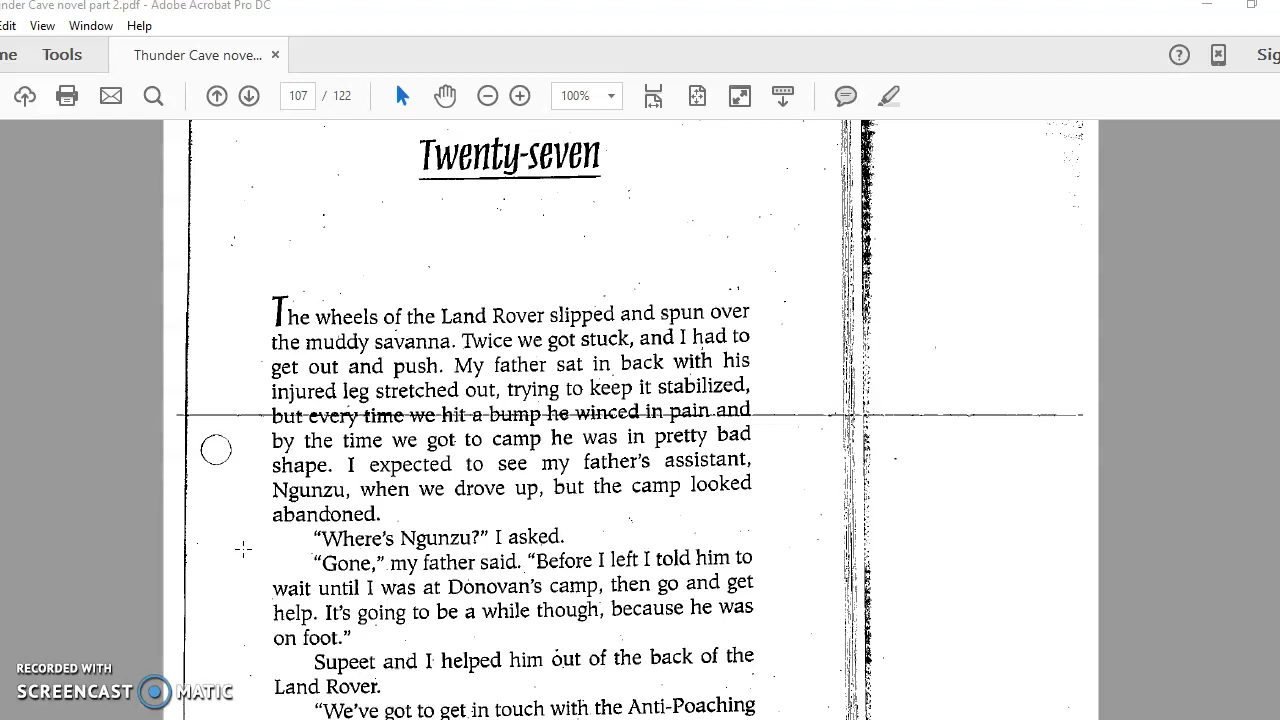 nder Cave novel part 2.pdf - Adobe Acrobat Pro DC
Edit View Window Help
me Tools Thunder Cave nove... ×
107 / 122 100%
Sig
Twenty-seven
The wheels of the Land Rover slipped and spun over
the muddy savanna. Twice we got stuck, and I had to
get out and push. My father sat in back with his
injured leg stretched out, trying to keep it stabilized,
but every time we hit a bump he winced in pain and
by the time we got to camp he was in pretty bad
shape. I expected to see my father's assistant,
Ngunzu, when we drove up, but the camp looked
abandoned.
"Where's Ngunzu?" I asked.
"Gone," my father said. "Before I left I told him to
wait until I was at Donovan's camp, then go and get
help. It's going to be a while though, because he was
on foot."
Supeet and I helped him out of the back of the
Land Rover.
"We've got to get in touch with the Anti-Poaching
RECORDED WITH
SCREENCAST MATIC